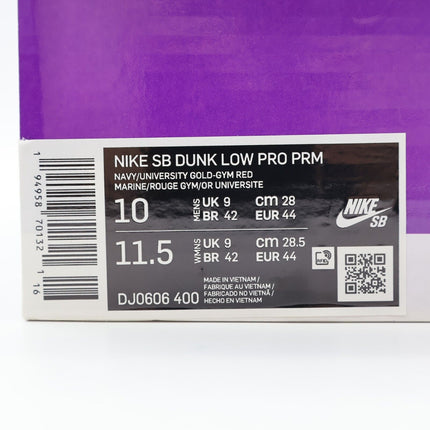 NIKE SB DUNK LOW PRO PRM
NAVY/UNIVERSITY GOLD-GYM RED
MARINE/ROUGE GYM/OR UNIVERSITE
10 MENS UK 9 cm 28
BR 42 EUR 44
11.5 WMNS UK 9 cm 28.5
BR 42 EUR 44
NIKE
SB
RFID
DJ0606 400
MADE IN VIETNAM /
FABRIQUE AU VIETNAM /
FABRICADO NO VIETNÃ /
HECHO EN VIETNAM
1 94958 70132 1 16